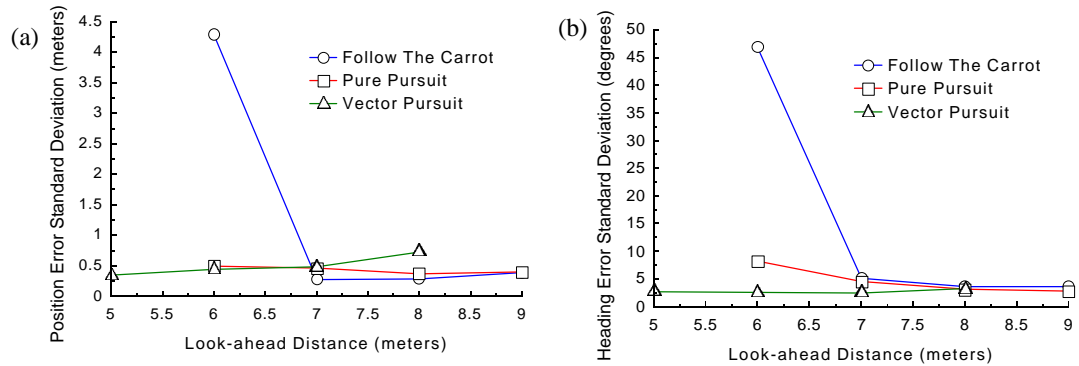 (a)
Position Error Standard Deviation (meters)
4.5
4
3.5
3
2.5
2
1.5
1
0.5
0
Follow The Carrot
Pure Pursuit
Vector Pursuit
5 5.5 6 6.5 7 7.5 8 8.5 9
Look-ahead Distance (meters)
(b)
Heading Error Standard Deviation (degrees)
50
45
40
35
30
25
20
15
10
5
0
Follow The Carrot
Pure Pursuit
Vector Pursuit
5 5.5 6 6.5 7 7.5 8 8.5 9
Look-ahead Distance (meters)